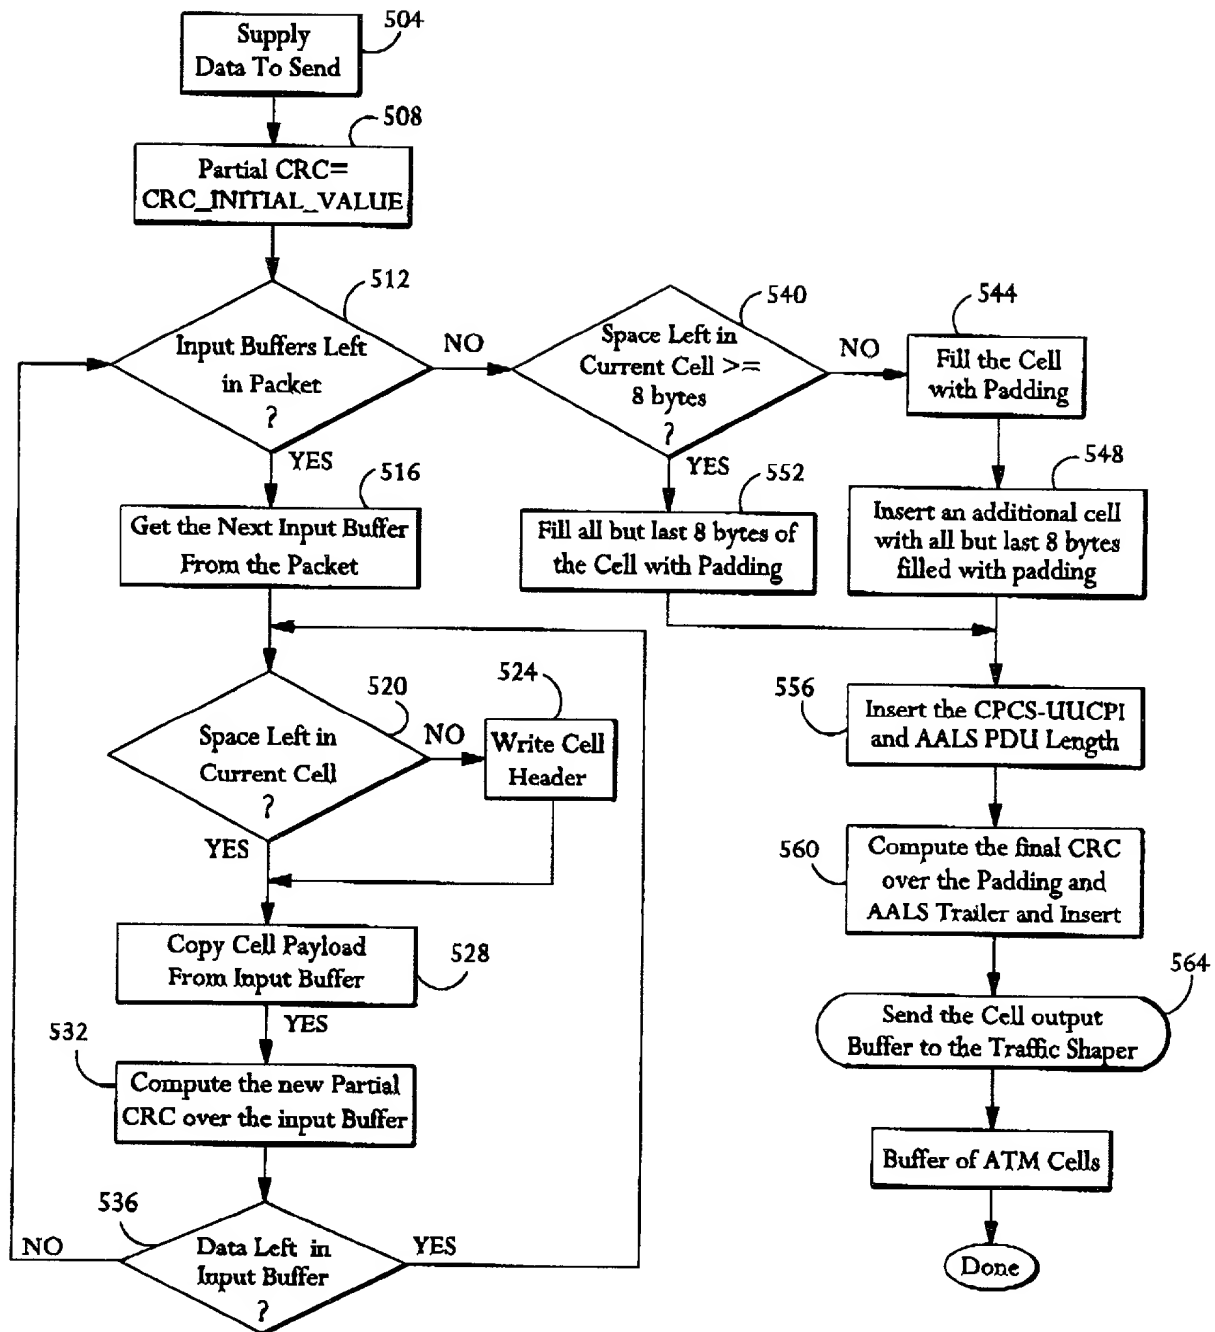 504
Supply
Data To Send
508
Partial CRC=
CRC_INITIAL_VALUE
512
Input Buffers Left
in Packet
?
NO
YES
540
Space Left in
Current Cell >=
8 bytes
?
NO
YES
544
Fill the Cell
with Padding
516
Get the Next Input Buffer
From the Packet
552
Fill all but last 8 bytes of
the Cell with Padding
548
Insert an additional cell
with all but last 8 bytes
filled with padding
520
Space Left in
Current Cell
?
NO
YES
524
Write Cell
Header
556
Insert the CPCS-UUCPI
and AALS PDU Length
528
Copy Cell Payload
From Input Buffer
YES
560
Compute the final CRC
over the Padding and
AALS Trailer and Insert
532
Compute the new Partial
CRC over the input Buffer
564
Send the Cell output
Buffer to the Traffic Shaper
536
Data Left in
Input Buffer
?
NO
YES
Buffer of ATM Cells
Done